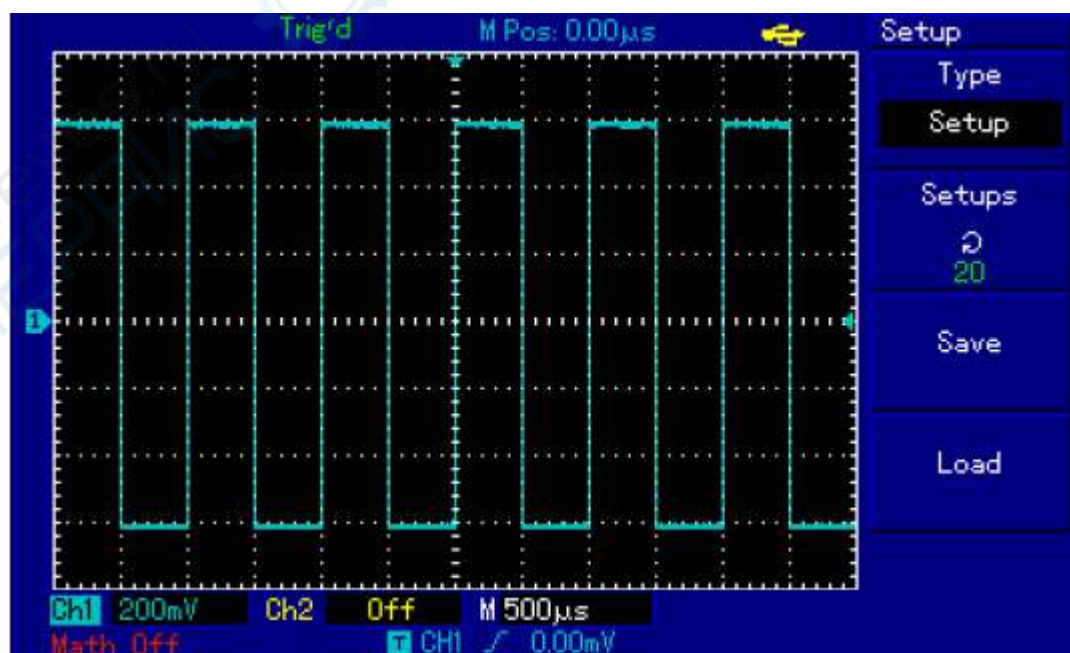 Trig'd M Pos: 0.00μs Setup
Type
Setup
Setups
20
1
Save
Load
Ch1 200mV Ch2 Off M 500μs
Math Off T CH1 0.00mV